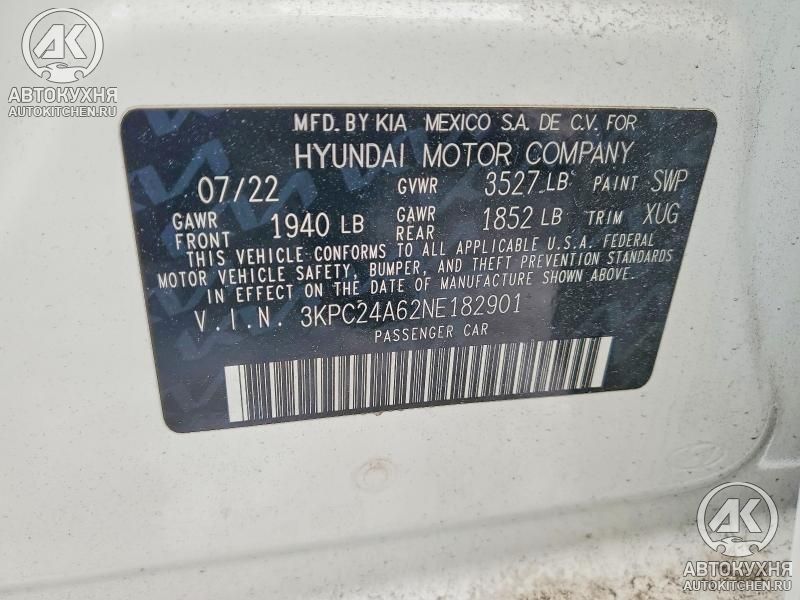 AK
АВТОКУХНЯ
AUTOKITCHEN.RU
MFD. BY KIA MEXICO S.A. DE C.V. FOR
HYUNDAI MOTOR COMPANY
07/22 GVWR 3527 LB PAINT SWP
GAWR FRONT 1940 LB GAWR REAR 1852 LB TRIM XUG
THIS VEHICLE CONFORMS TO ALL APPLICABLE U.S.A. FEDERAL
MOTOR VEHICLE SAFETY, BUMPER, AND THEFT PREVENTION STANDARDS
IN EFFECT ON THE DATE OF MANUFACTURE SHOWN ABOVE.
V.I.N. 3KPC24A62NE182901
PASSENGER CAR
AK
АВТОКУХНЯ
AUTOKITCHEN.RU